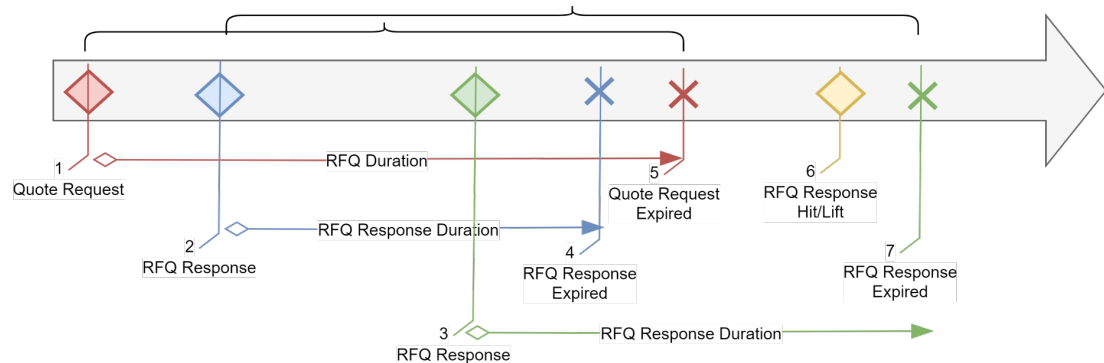 1
Quote Request
RFQ Duration
2
RFQ Response
RFQ Response Duration
3
RFQ Response
RFQ Response Duration
4
RFQ Response
Expired
5
Quote Request
Expired
6
RFQ Response
Hit/Lift
7
RFQ Response
Expired